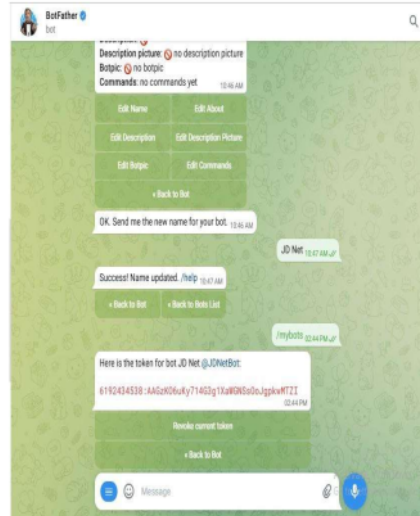 BotFather
bot
Description picture: 🚫 no description picture
Botpic: 🚫 no botpic
Commands: no commands yet 10:46 AM
Edit Name Edit About
Edit Description Edit Description Picture
Edit Botpic Edit Commands
« Back to Bot
OK. Send me the new name for your bot. 10:46 AM
JD Net 10:47 AM
Success! Name updated. /help 10:47 AM
« Back to Bot « Back to Bots List
/mybots 02:44 PM
Here is the token for bot JD Net @JDNetBot:
02:44 PM
Revoke current token
« Back to Bot
Message